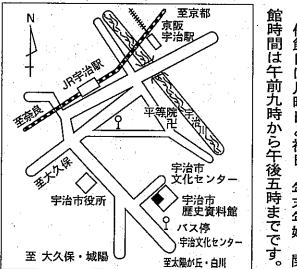 館時間は午前九時から午後五時までです。
N
至京都
京阪
宇治駅
JR宇治駅
至奈良
平等院
卍
至大久保
宇治市
文化センター
宇治市役所
宇治市
歴史資料館
バス停
宇治文化センター
至 大久保・城陽
至太陽が丘・白川